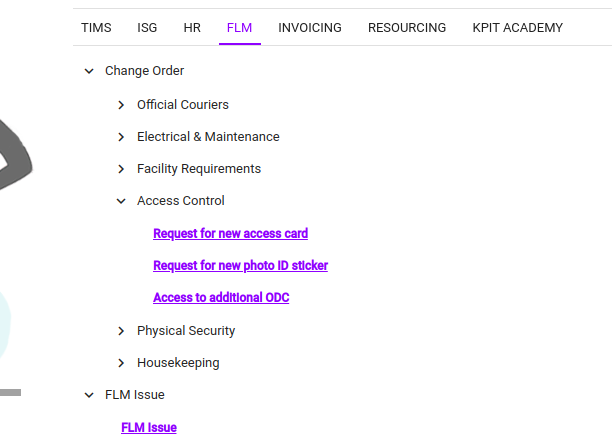 TIMS ISG HR FLM INVOICING RESOURCING KPIT ACADEMY
Change Order
Official Couriers
Electrical & Maintenance
Facility Requirements
Access Control
Request for new access card
Request for new photo ID sticker
Access to additional ODC
Physical Security
Housekeeping
FLM Issue
FLM Issue